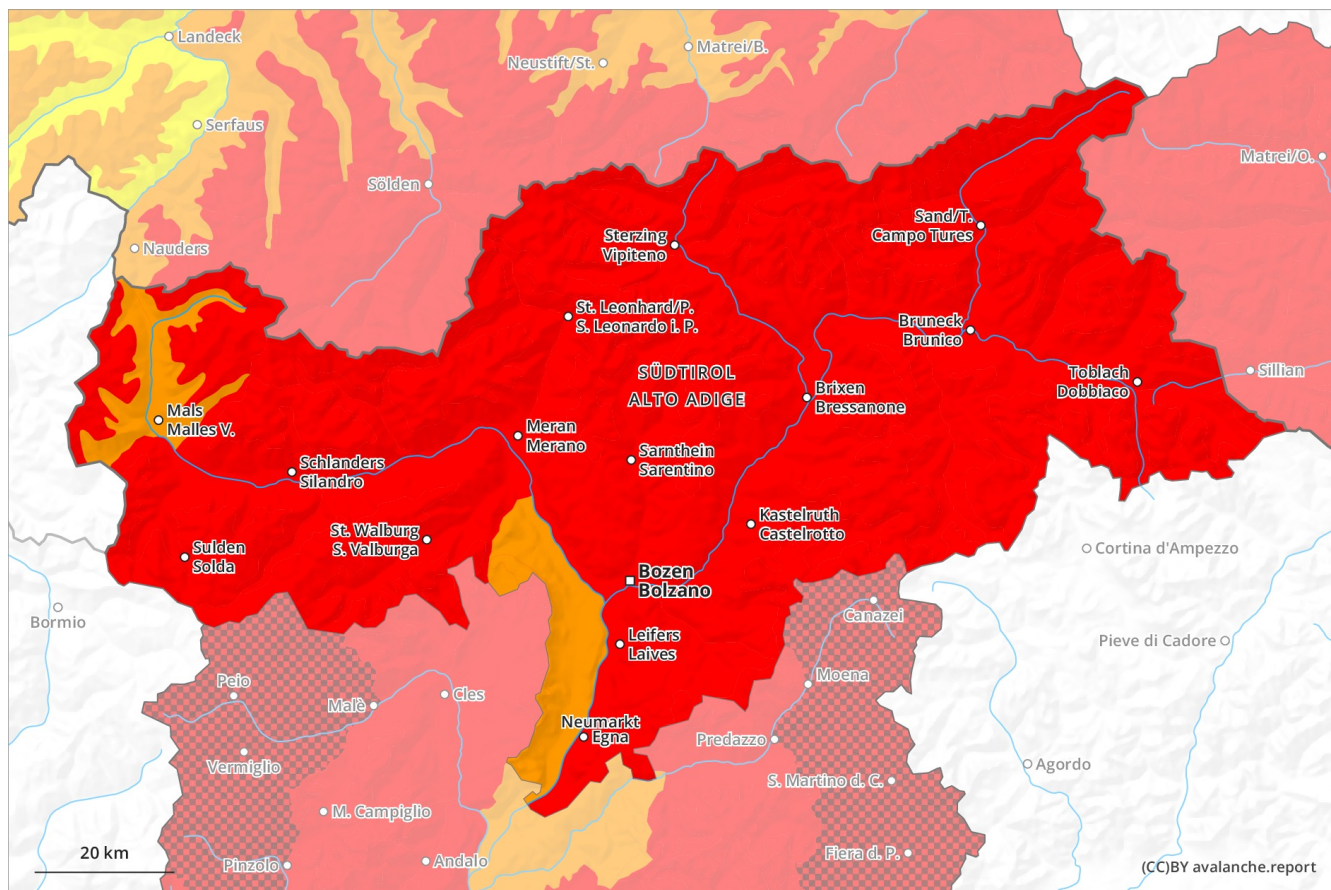 Landeck
Matrei/B.
Neustift/St.
Serfaus
Matrei/O.
Sölden
Sand/T.
Campo Tures
Sterzing
Vipiteno
Nauders
St. Leonhard/P.
S. Leonardo i. P.
Bruneck
Brunico
SÜDTIROL
ALTO ADIGE
Toblach
Dobbiaco
Sillian
Brixen
Bressanone
Mals
Malles V.
Meran
Merano
Sarnthein
Sarentino
Schlanders
Silandro
Kastelruth
Castelrotto
St. Walburg
S. Valburga
Sulden
Solda
Cortina d'Ampezzo
Bozen
Bolzano
Bormio
Canazei
Leifers
Laives
Pieve di Cadore
Peio
Moena
Cles
Malè
Neumarkt
Egna
Predazzo
Vermiglio
Agordo
S. Martino d. C.
M. Campiglio
Fiera d. P.
20 km
Andalo
Pinzolo
(CC)BY avalanche.report